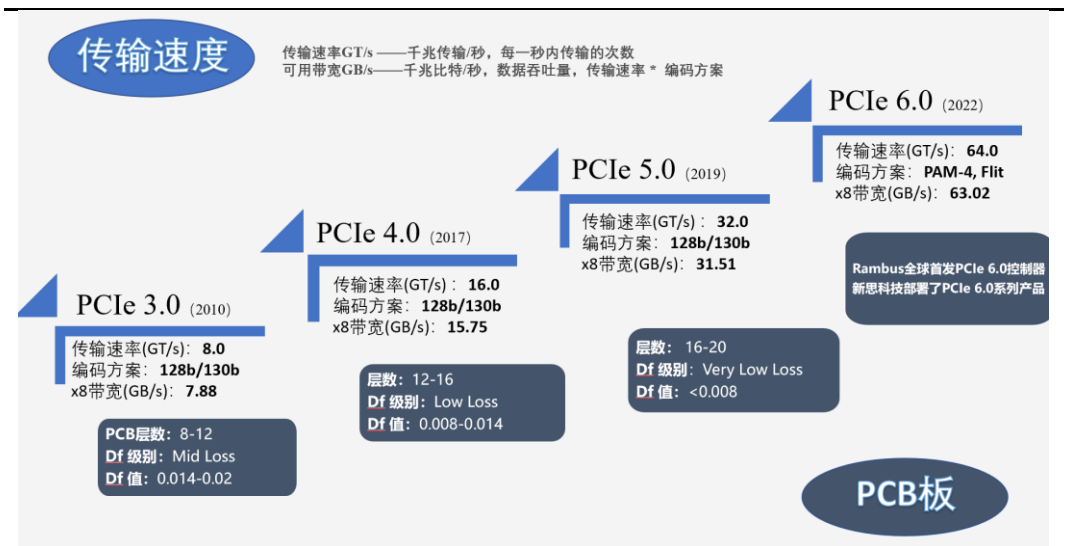 传输速度
传输速率GT/s ——千兆传输/秒，每一秒内传输的次数
可用带宽GB/s——千兆比特/秒，数据吞吐量，传输速率 * 编码方案
PCIe 6.0 (2022)
传输速率(GT/s)：64.0
编码方案：PAM-4, Flit
x8带宽(GB/s)：63.02
Rambus全球首发PCIe 6.0控制器
新思科技部署了PCIe 6.0系列产品
PCIe 5.0 (2019)
传输速率(GT/s)：32.0
编码方案：128b/130b
x8带宽(GB/s)：31.51
层数：16-20
Df 级别：Very Low Loss
Df 值：<0.008
PCIe 4.0 (2017)
传输速率(GT/s)：16.0
编码方案：128b/130b
x8带宽(GB/s)：15.75
层数：12-16
Df 级别：Low Loss
Df 值：0.008-0.014
PCIe 3.0 (2010)
传输速率(GT/s)：8.0
编码方案：128b/130b
x8带宽(GB/s)：7.88
PCB层数：8-12
Df 级别：Mid Loss
Df 值：0.014-0.02
PCB板